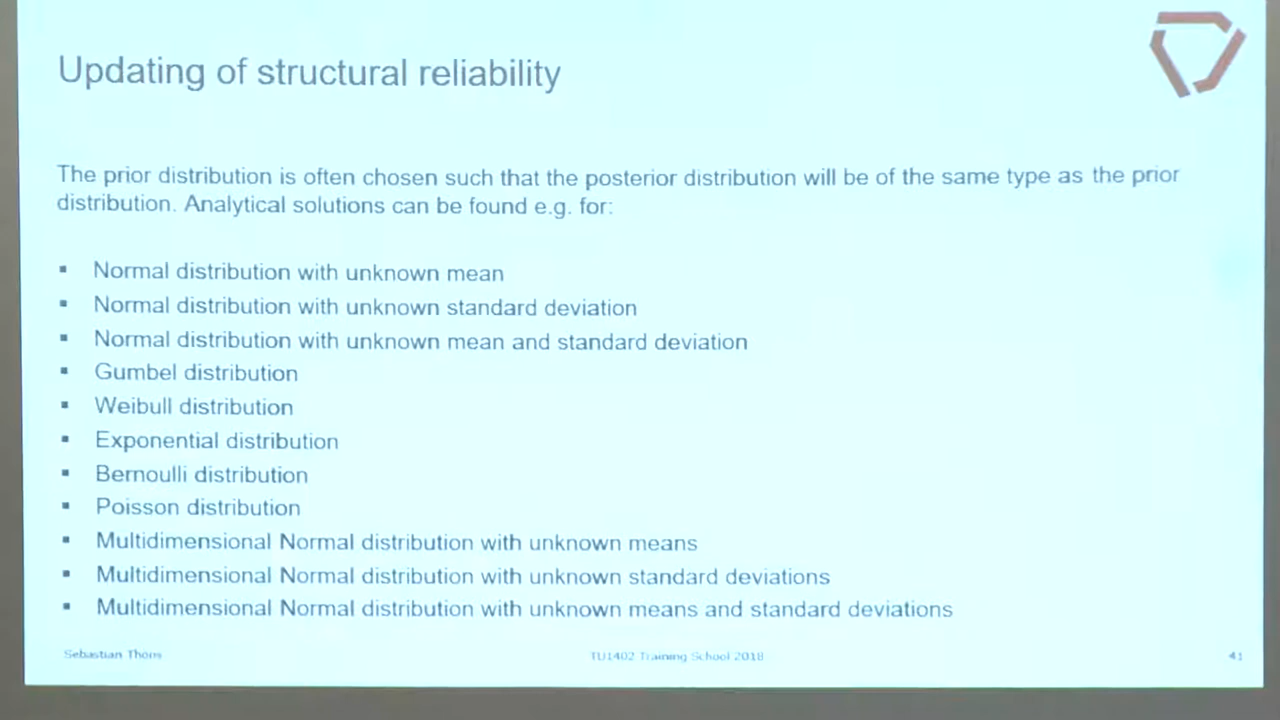 Updating of structural reliability
The prior distribution is often chosen such that the posterior distribution will be of the same type as the prior
distribution. Analytical solutions can be found e.g. for:
▪ Normal distribution with unknown mean
▪ Normal distribution with unknown standard deviation
▪ Normal distribution with unknown mean and standard deviation
▪ Gumbel distribution
▪ Weibull distribution
▪ Exponential distribution
▪ Bernoulli distribution
▪ Poisson distribution
▪ Multidimensional Normal distribution with unknown means
▪ Multidimensional Normal distribution with unknown standard deviations
▪ Multidimensional Normal distribution with unknown means and standard deviations
Sebastian Thöns TU1402 Training School 2018 41